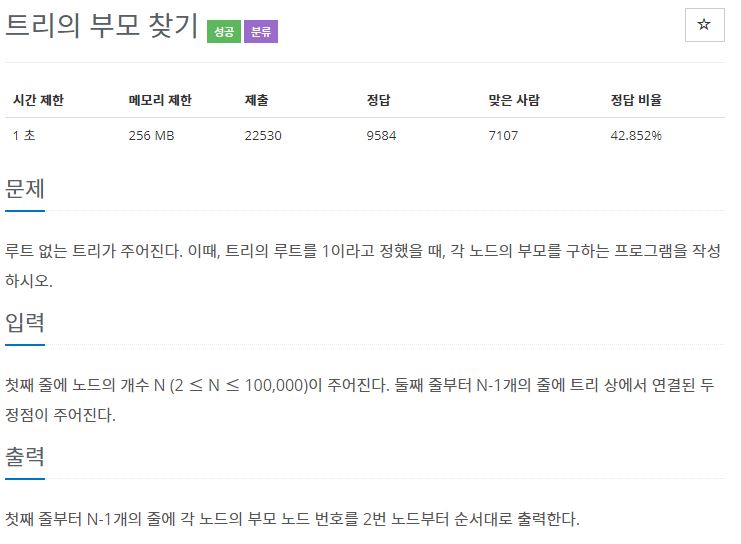 트리의 부모 찾기 성공 분류 ☆
시간 제한 메모리 제한 제출 정답 맞은 사람 정답 비율
1 초 256 MB 22530 9584 7107 42.852%
문제
루트 없는 트리가 주어진다. 이때, 트리의 루트를 1이라고 정했을 때, 각 노드의 부모를 구하는 프로그램을 작성
하시오.
입력
첫째 줄에 노드의 개수 N (2 ≤ N ≤ 100,000)이 주어진다. 둘째 줄부터 N-1개의 줄에 트리 상에서 연결된 두
정점이 주어진다.
출력
첫째 줄부터 N-1개의 줄에 각 노드의 부모 노드 번호를 2번 노드부터 순서대로 출력한다.